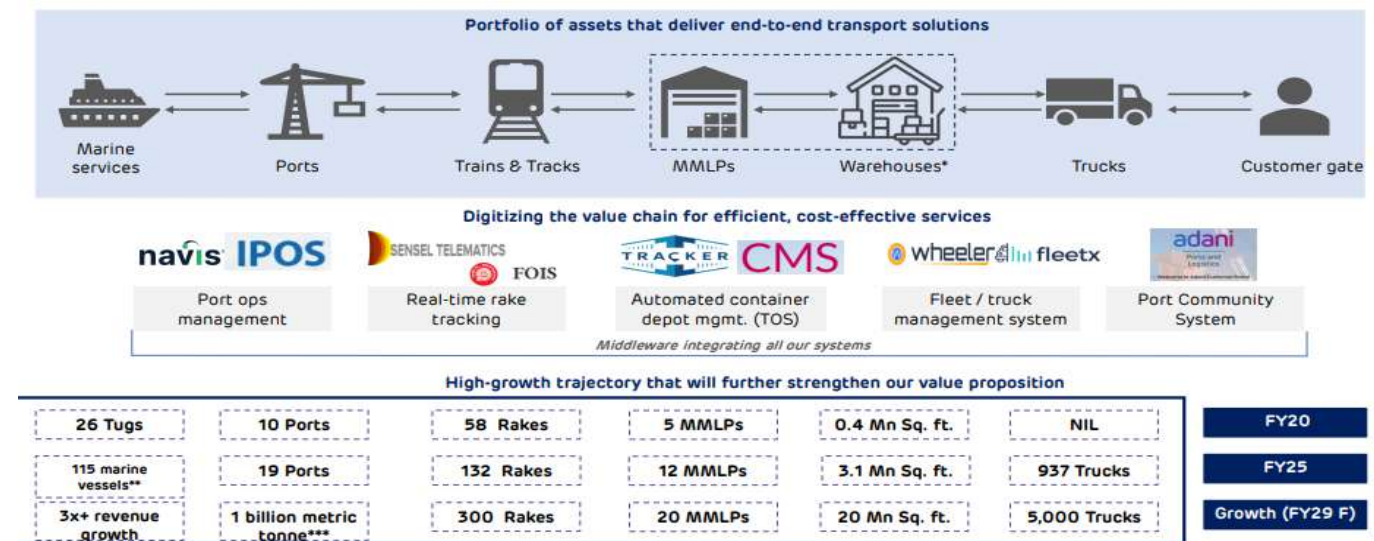 Portfolio of assets that deliver end-to-end transport solutions
Marine
services
Ports
Trains & Tracks
MMLPs
Warehouses*
Trucks
Customer gate
Digitizing the value chain for efficient, cost-effective services
navis IPOS
SENSEL TELEMATICS
FOIS
TRACKER CMS
wheeler fleetx
adani
Ports and
Logistics
Port ops
management
Real-time rake
tracking
Automated container
depot mgmt. (TOS)
Fleet / truck
management system
Port Community
System
Middleware integrating all our systems
High-growth trajectory that will further strengthen our value proposition
26 Tugs
10 Ports
58 Rakes
5 MMLPs
0.4 Mn Sq. ft.
NIL
FY20
115 marine
vessels**
19 Ports
132 Rakes
12 MMLPs
3.1 Mn Sq. ft.
937 Trucks
FY25
3x+ revenue
growth
1 billion metric
tonne***
300 Rakes
20 MMLPs
20 Mn Sq. ft.
5,000 Trucks
Growth (FY29 F)